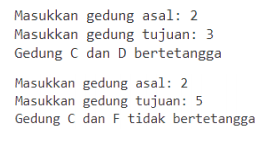 Masukkan gedung asal: 2
Masukkan gedung tujuan: 3
Gedung C dan D bertetangga
Masukkan gedung asal: 2
Masukkan gedung tujuan: 5
Gedung C dan F tidak bertetangga